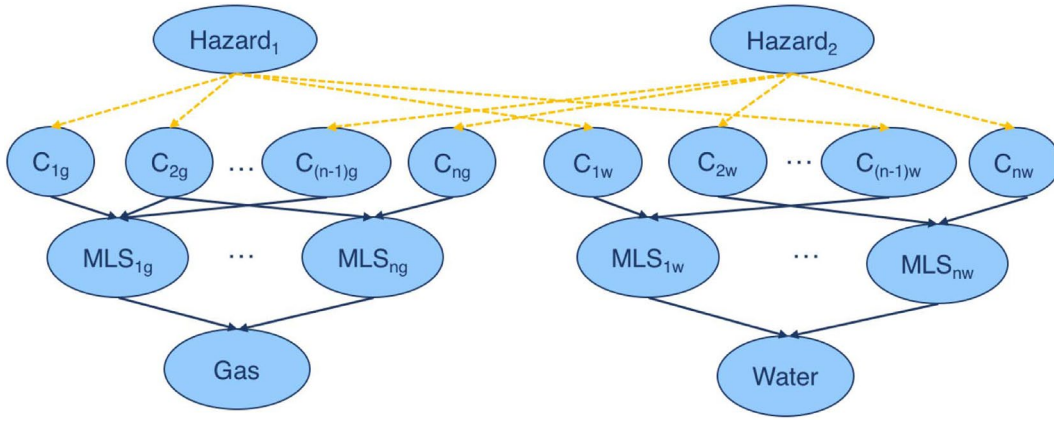 Hazard₁ Hazard₂
C₁g C₂g ... C₍ₙ₋₁₎g Cₙg C₁w C₂w ... C₍ₙ₋₁₎w Cₙw
MLS₁g ... MLSₙg MLS₁w ... MLSₙw
Gas Water